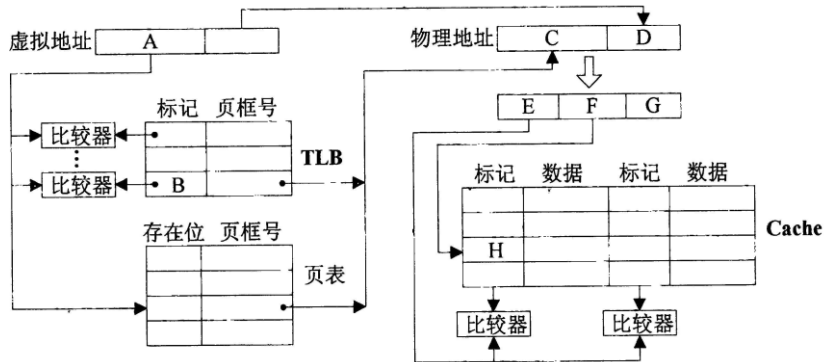 虚拟地址 A
物理地址 C D
E F G
标记 页框号
比较器
TLB
⋮
比较器 B
标记 数据 标记 数据
存在位 页框号
Cache
H
页表
比较器 比较器